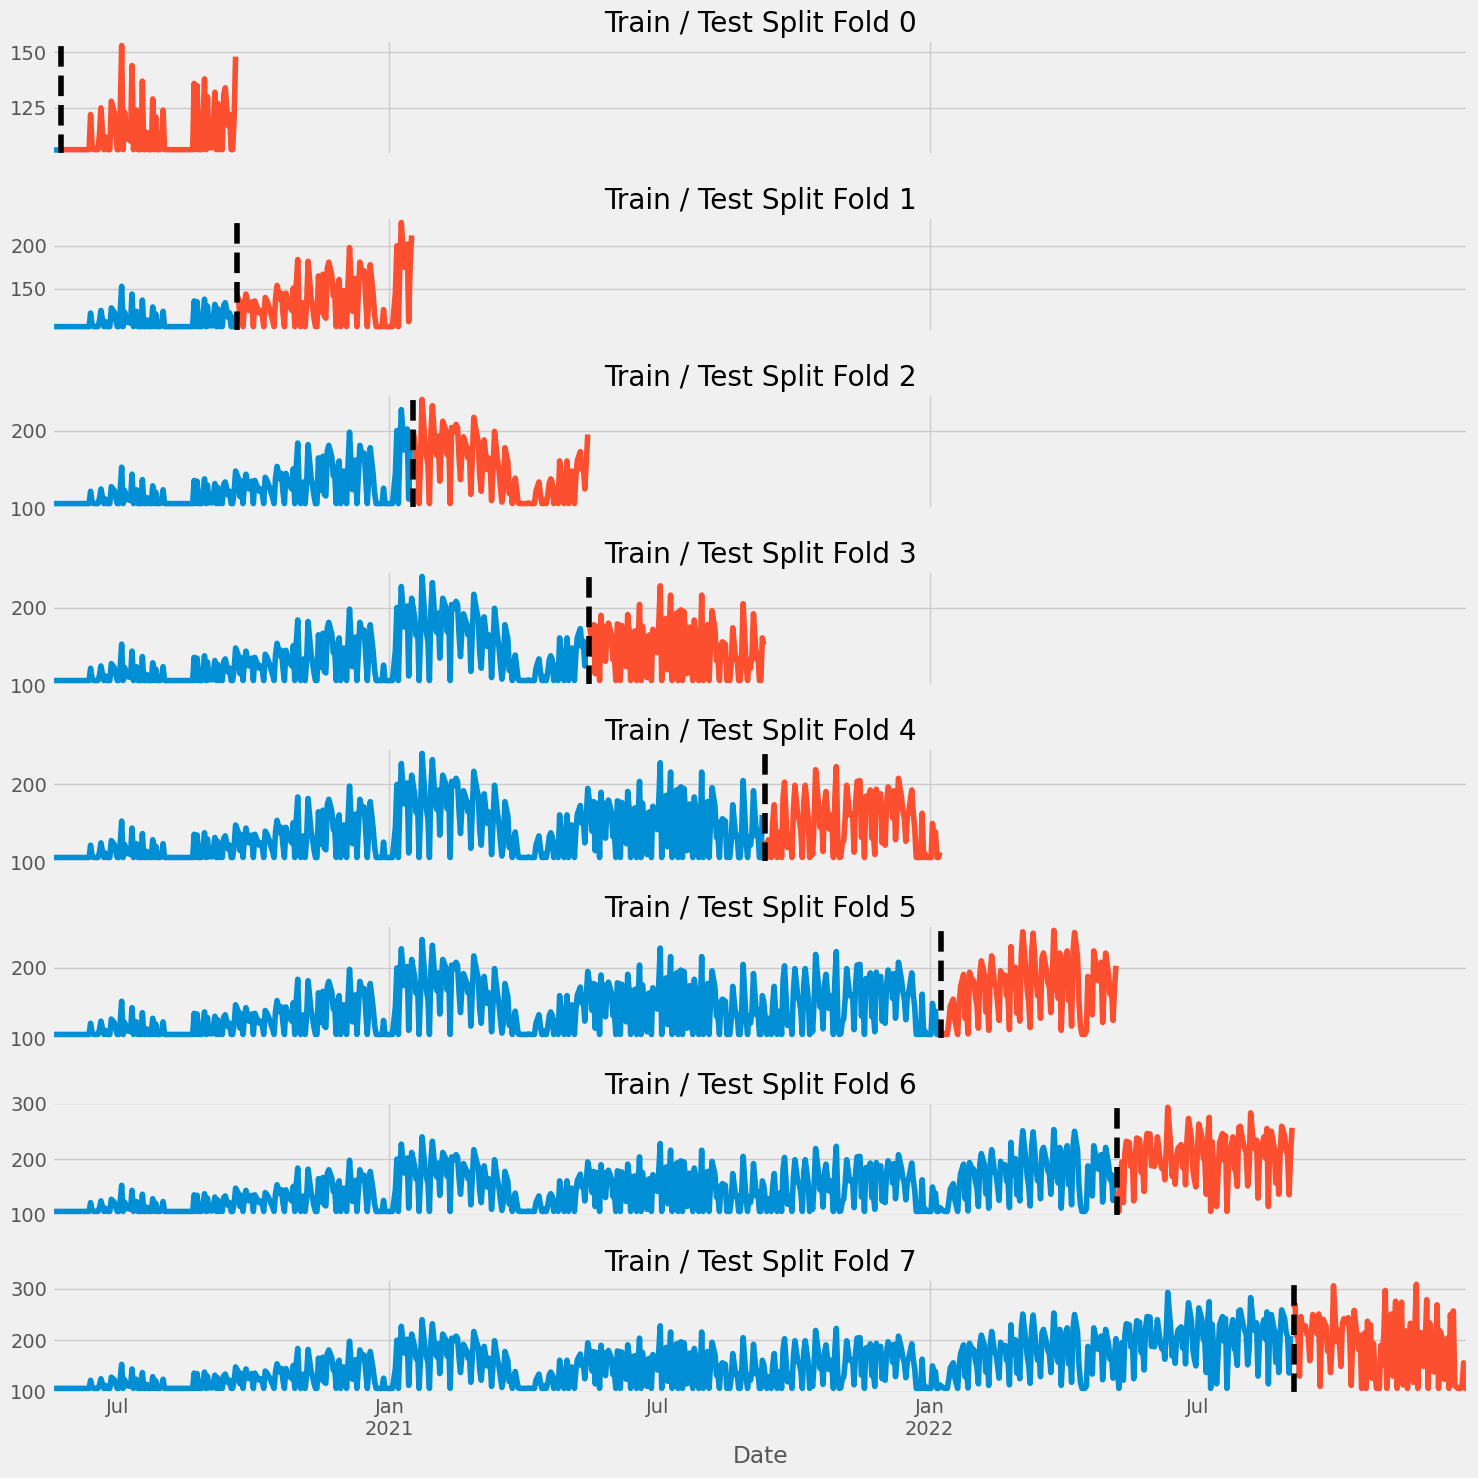 Train / Test Split Fold 0
150
125
Train / Test Split Fold 1
200
150
Train / Test Split Fold 2
200
100
Train / Test Split Fold 3
200
100
Train / Test Split Fold 4
200
100
Train / Test Split Fold 5
200
100
Train / Test Split Fold 6
300
200
100
Train / Test Split Fold 7
300
200
100
Jul Jan Jul Jan Jul
2021 2022
Date